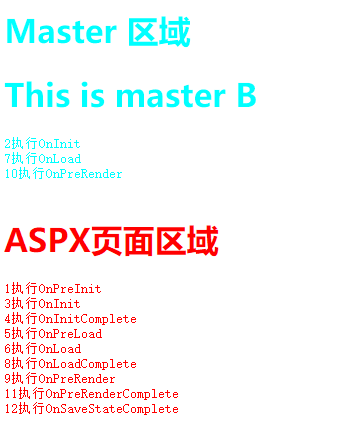 Master 区域
This is master B
2执行OnInit
7执行OnLoad
10执行OnPreRender
ASPX页面区域
1执行OnPreInit
3执行OnInit
4执行OnInitComplete
5执行OnPreLoad
6执行OnLoad
8执行OnLoadComplete
9执行OnPreRender
11执行OnPreRenderComplete
12执行OnSaveStateComplete